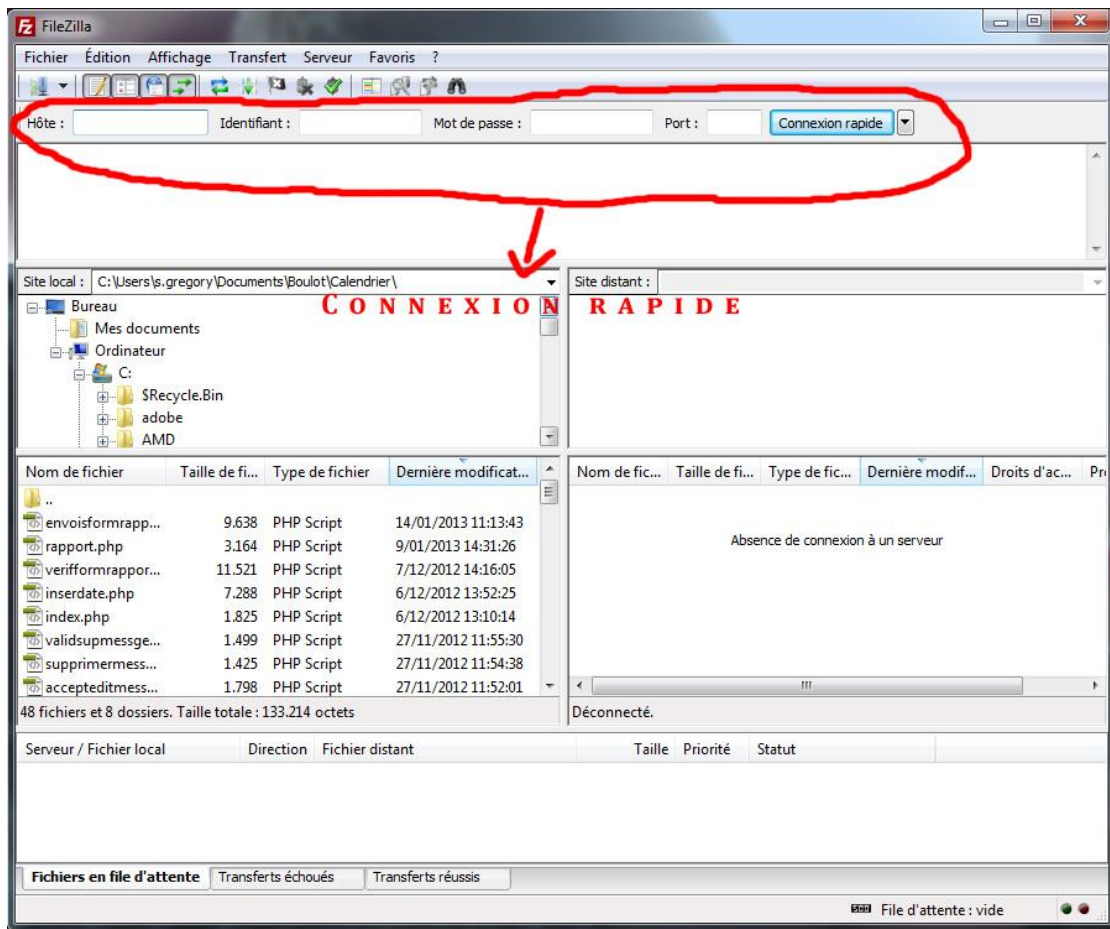 FileZilla
Fichier Édition Affichage Transfert Serveur Favoris ?
Hôte : Identifiant : Mot de passe : Port : Connexion rapide
Site local : C:\Users\s.gregory\Documents\Boulot\Calendrier\ Site distant :
CONNEXION RAPIDE
Bureau
Mes documents
Ordinateur
C:
$Recycle.Bin
adobe
AMD
Nom de fichier Taille de fi... Type de fichier Dernière modificat... Nom de fic... Taille de fi... Type de fic... Dernière modif... Droits d'ac... Pr
..
envoisformrapp... 9.638 PHP Script 14/01/2013 11:13:43
Absence de connexion à un serveur
rapport.php 3.164 PHP Script 9/01/2013 14:31:26
verifformrappor... 11.521 PHP Script 7/12/2012 14:16:05
inserdate.php 7.288 PHP Script 6/12/2012 13:52:25
index.php 1.825 PHP Script 6/12/2012 13:10:14
validsupmessge... 1.499 PHP Script 27/11/2012 11:55:30
supprimermess... 1.425 PHP Script 27/11/2012 11:54:38
accepteditmess... 1.798 PHP Script 27/11/2012 11:52:01
48 fichiers et 8 dossiers. Taille totale : 133.214 octets Déconnecté.
Serveur / Fichier local Direction Fichier distant Taille Priorité Statut
Fichiers en file d'attente Transferts échoués Transferts réussis
File d'attente : vide